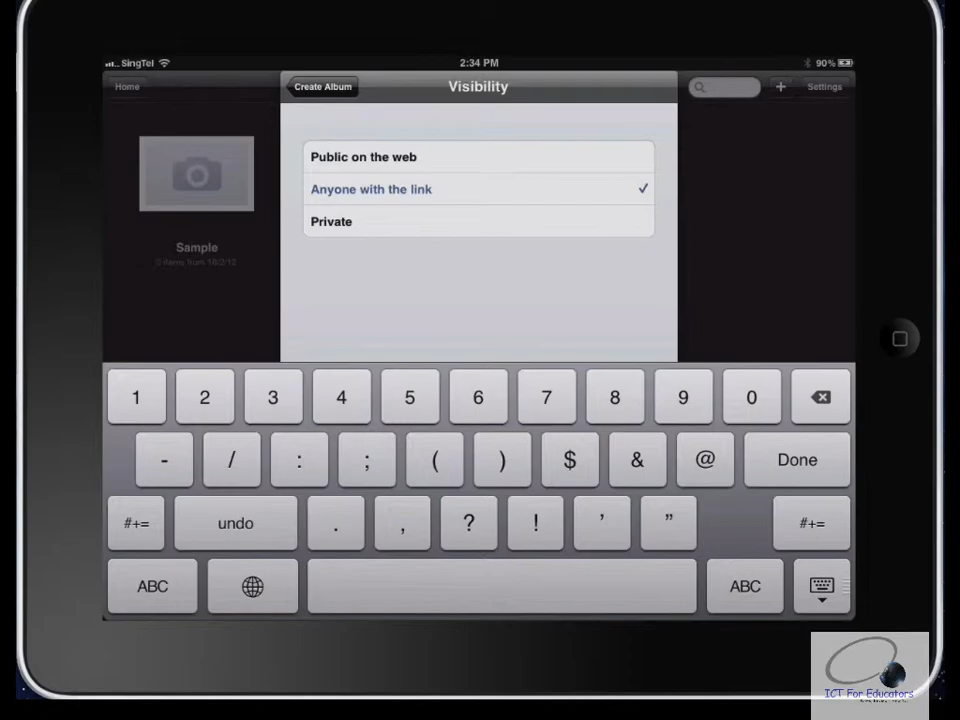 SingTel
2:34 PM
90%
Home
Create Album
Visibility
+
Settings
Public on the web
Anyone with the link
✓
Private
Sample
0 items from 18/2/12
1 2 3 4 5 6 7 8 9 0
- / : ; ( ) $ & @ Done
#+= undo . , ? ! ' " #+=
ABC ABC
ICT For Educators